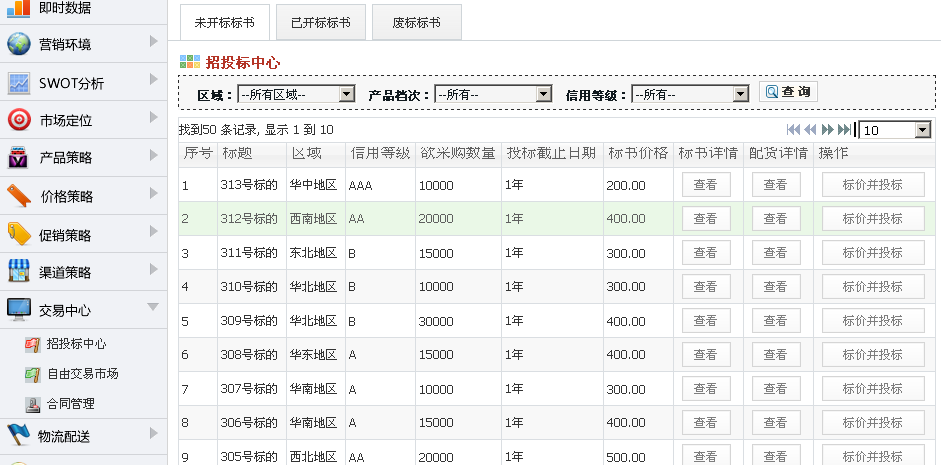 即时数据
营销环境
SWOT分析
市场定位
产品策略
价格策略
促销策略
渠道策略
交易中心
招投标中心
自由交易市场
合同管理
物流配送
未开标标书 已开标标书 废标标书
招投标中心
区域： --所有区域-- 产品档次： --所有-- 信用等级： --所有-- 查 询
找到50 条记录, 显示 1 到 10 10
序号 标题 区域 信用等级 欲采购数量 投标截止日期 标书价格 标书详情 配货详情 操作
1 313号标的 华中地区 AAA 10000 1年 200.00 查看 查看 标价并投标
2 312号标的 西南地区 AA 20000 1年 400.00 查看 查看 标价并投标
3 311号标的 东北地区 B 15000 1年 300.00 查看 查看 标价并投标
4 310号标的 华北地区 B 10000 1年 300.00 查看 查看 标价并投标
5 309号标的 华北地区 B 30000 1年 400.00 查看 查看 标价并投标
6 308号标的 华东地区 A 15000 1年 400.00 查看 查看 标价并投标
7 307号标的 华南地区 A 10000 1年 300.00 查看 查看 标价并投标
8 306号标的 华南地区 A 15000 1年 400.00 查看 查看 标价并投标
9 305号标的 西北地区 AA 20000 1年 500.00 查看 查看 标价并投标